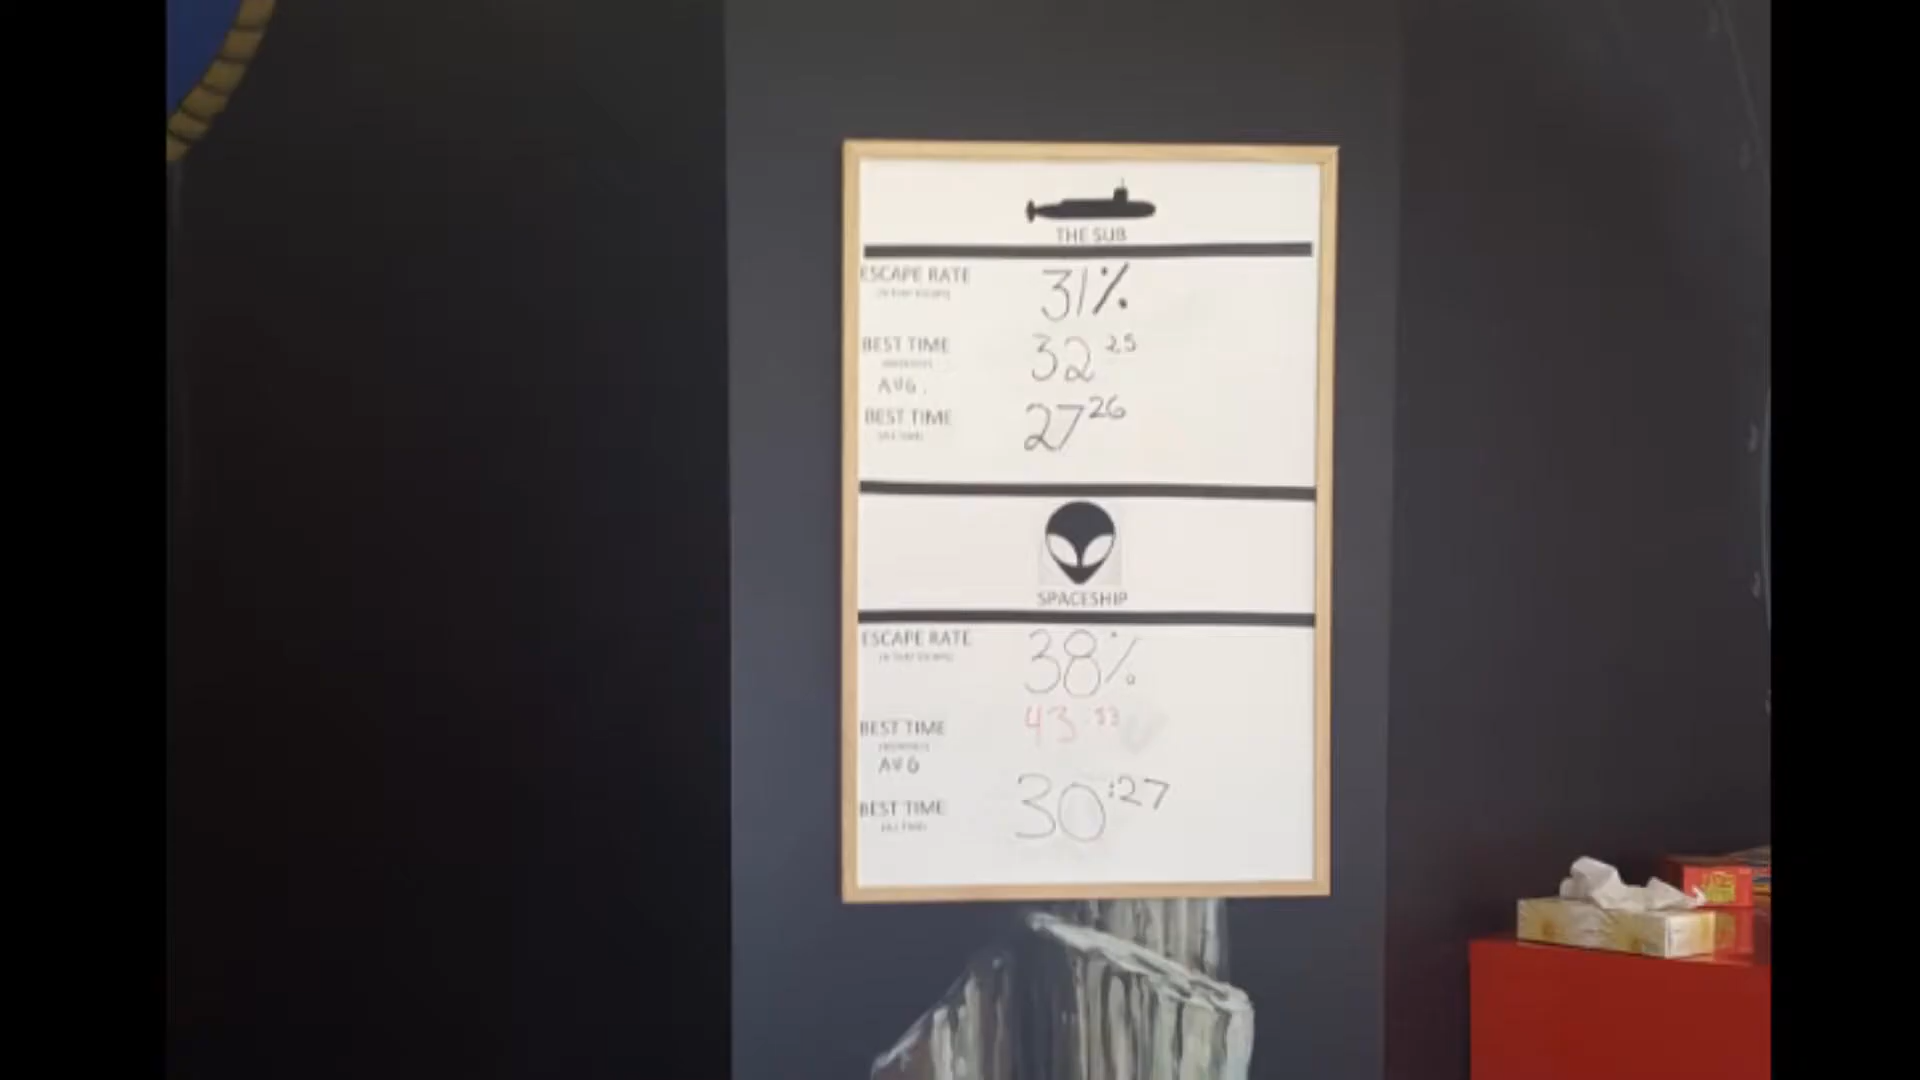 THE SUB
ESCAPE RATE 31%
BEST TIME 32 25
AVG.
BEST TIME 27 26
SPACESHIP
ESCAPE RATE 38%
BEST TIME 43:53
AVG
BEST TIME 30:27